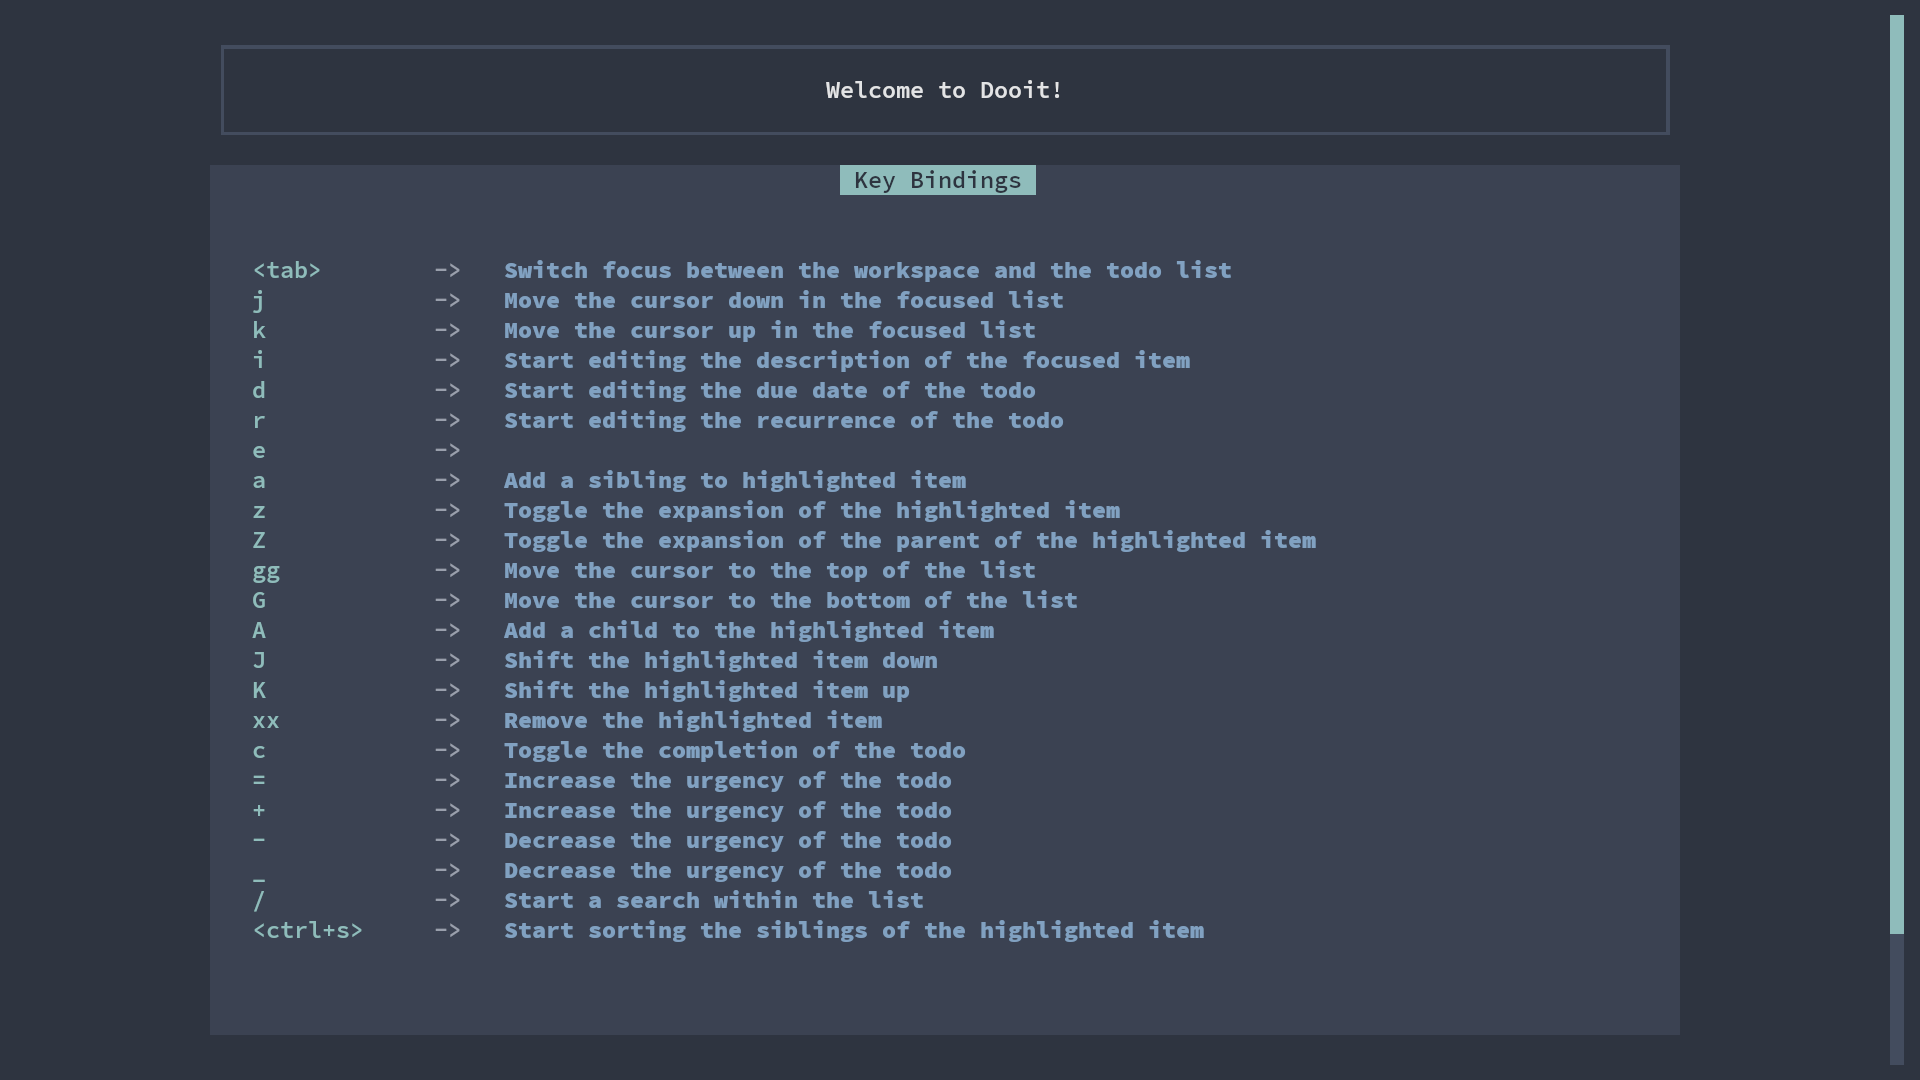 Welcome to Dooit!
Key Bindings
<tab> -> Switch focus between the workspace and the todo list
j -> Move the cursor down in the focused list
k -> Move the cursor up in the focused list
i -> Start editing the description of the focused item
d -> Start editing the due date of the todo
r -> Start editing the recurrence of the todo
e ->
a -> Add a sibling to highlighted item
z -> Toggle the expansion of the highlighted item
Z -> Toggle the expansion of the parent of the highlighted item
gg -> Move the cursor to the top of the list
G -> Move the cursor to the bottom of the list
A -> Add a child to the highlighted item
J -> Shift the highlighted item down
K -> Shift the highlighted item up
xx -> Remove the highlighted item
c -> Toggle the completion of the todo
= -> Increase the urgency of the todo
+ -> Increase the urgency of the todo
- -> Decrease the urgency of the todo
_ -> Decrease the urgency of the todo
/ -> Start a search within the list
<ctrl+s> -> Start sorting the siblings of the highlighted item